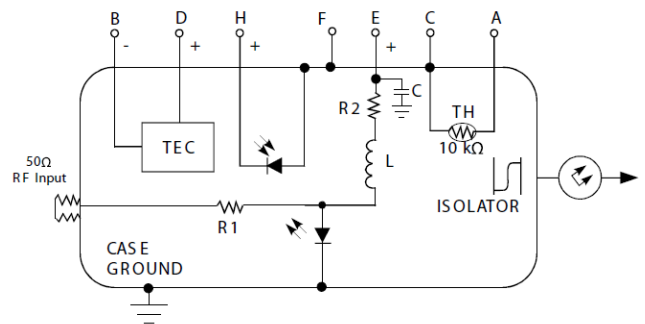 B D H F E C A
- + + +
R2 C TH
10 kΩ
TEC
L
50Ω
RF Input
ISOLATOR
R1
CASE
GROUND